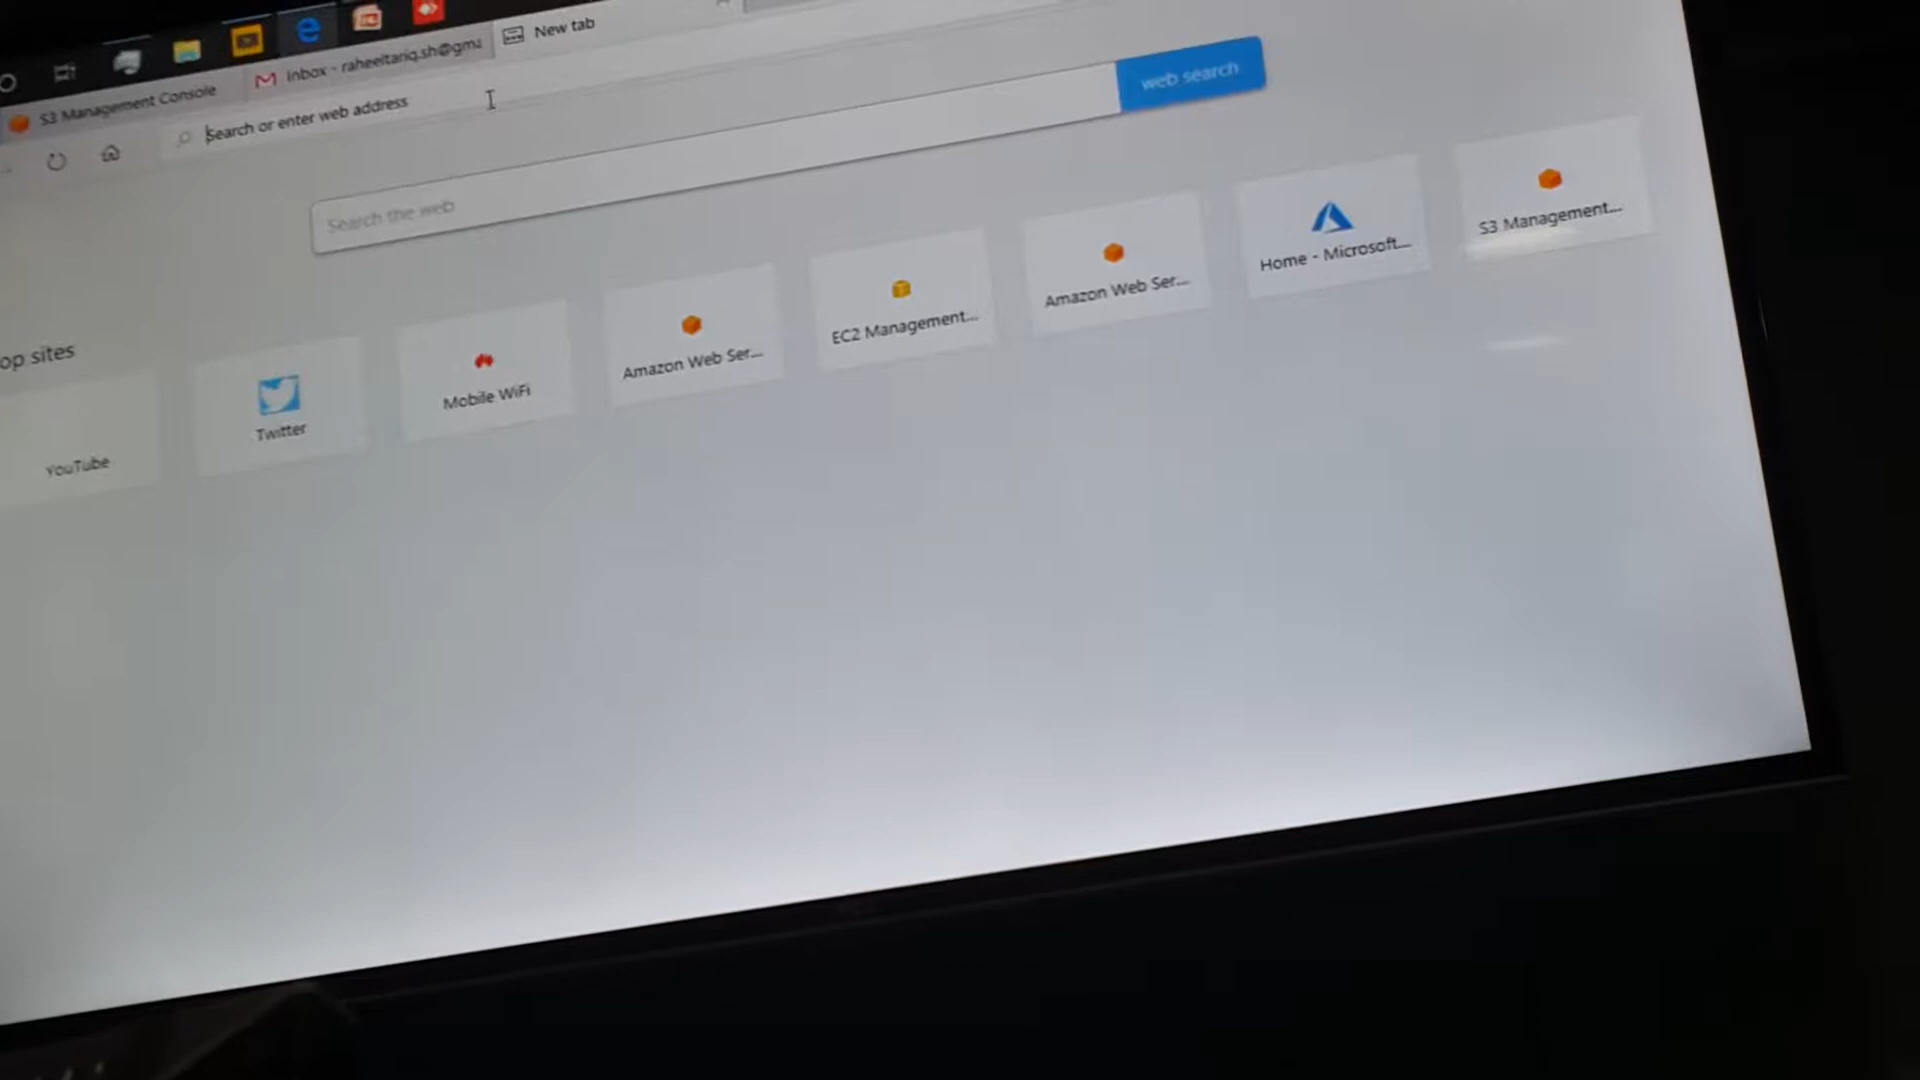 S3 Management Console
Inbox - raheeltariq.sh@gma
New tab
Search or enter web address
Search the web
web search
op sites
YouTube
Twitter
Mobile WiFi
Amazon Web Ser...
EC2 Management...
Amazon Web Ser...
Home - Microsoft...
S3 Management...